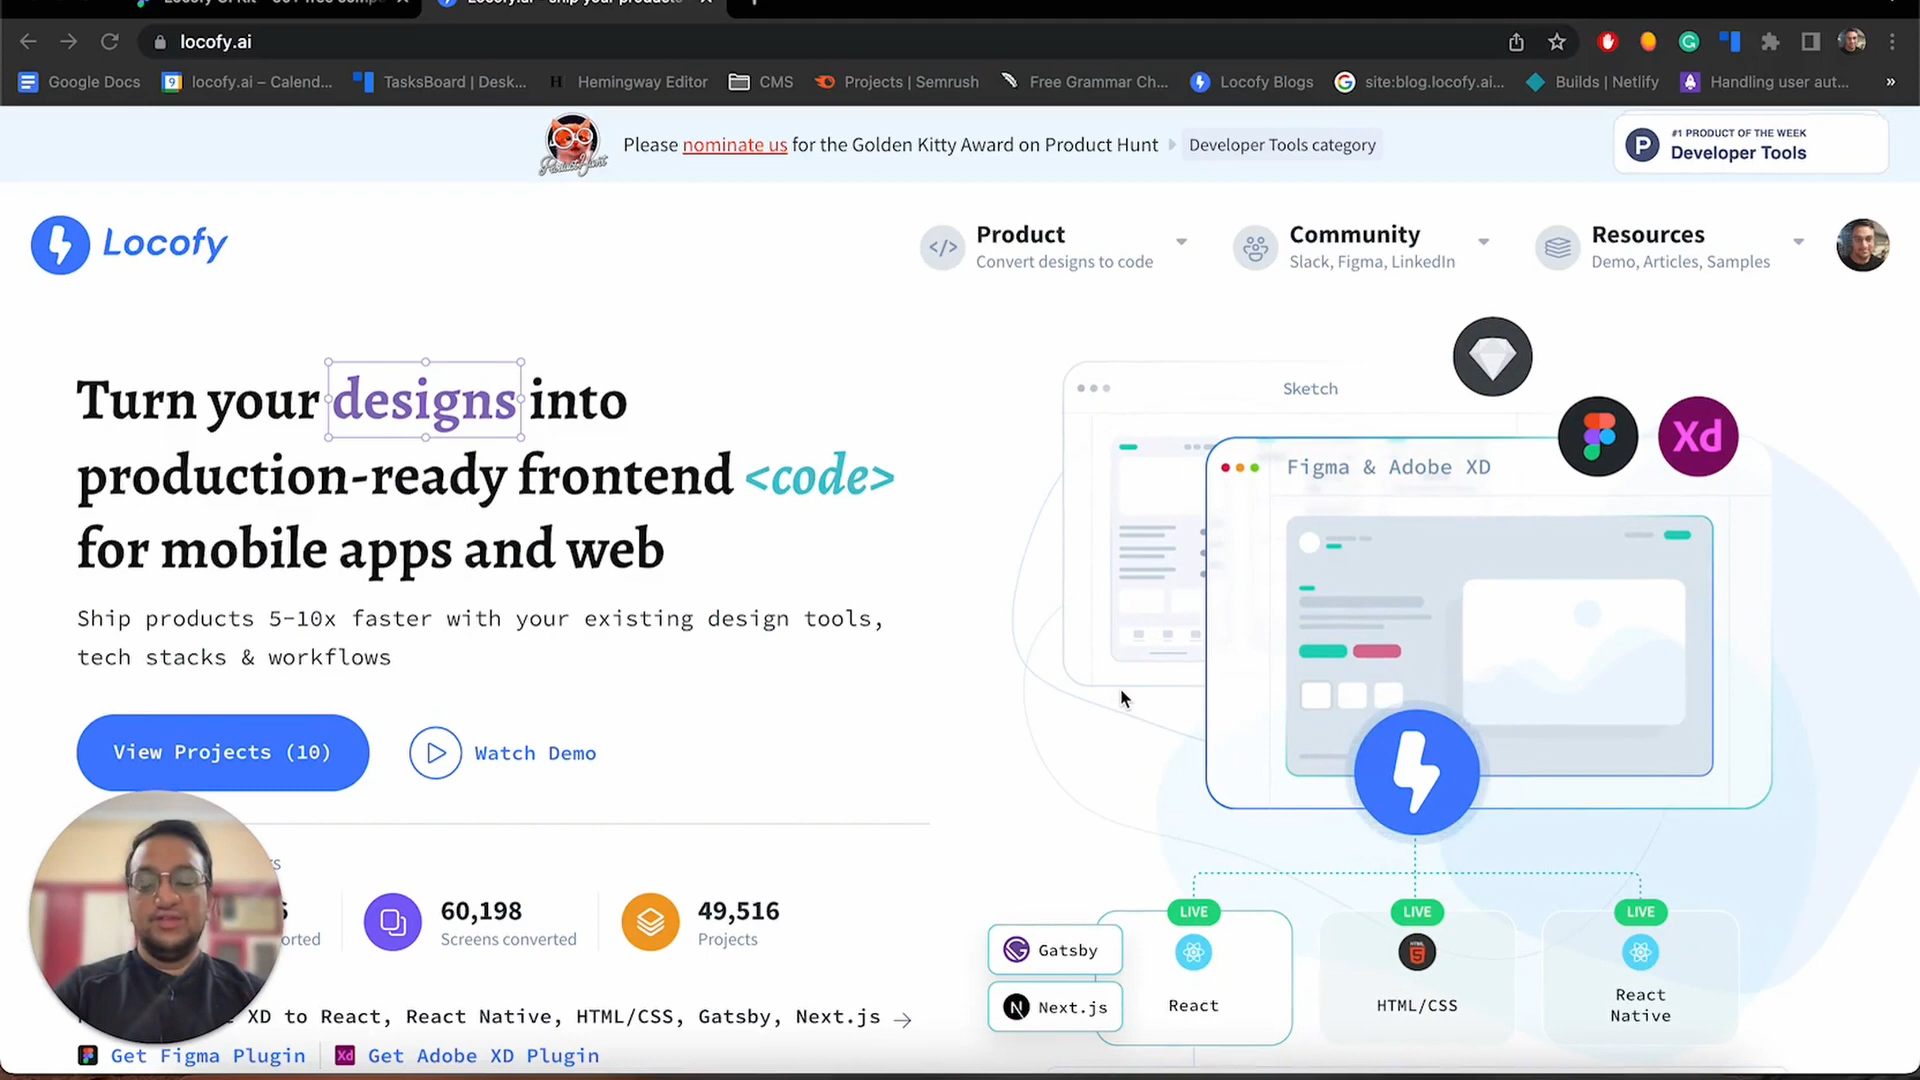 locofy.ai
Google Docs
locofy.ai – Calend...
TasksBoard | Desk...
Hemingway Editor
CMS
Projects | Semrush
Free Grammar Ch...
Locofy Blogs
site:blog.locofy.ai...
Builds | Netlify
Handling user aut...
»
Please nominate us for the Golden Kitty Award on Product Hunt
Developer Tools category
#1 PRODUCT OF THE WEEK
Developer Tools
Product Hunt
Locofy
Product
Convert designs to code
Community
Slack, Figma, LinkedIn
Resources
Demo, Articles, Samples
Turn your designs into
production-ready frontend <code>
for mobile apps and web
Ship products 5-10x faster with your existing design tools,
tech stacks & workflows
View Projects (10)
Watch Demo
60,198
Screens converted
49,516
Projects
XD to React, React Native, HTML/CSS, Gatsby, Next.js
Get Figma Plugin
Get Adobe XD Plugin
Sketch
Xd
Figma & Adobe XD
LIVE
LIVE
LIVE
Gatsby
Next.js
React
HTML/CSS
React
Native